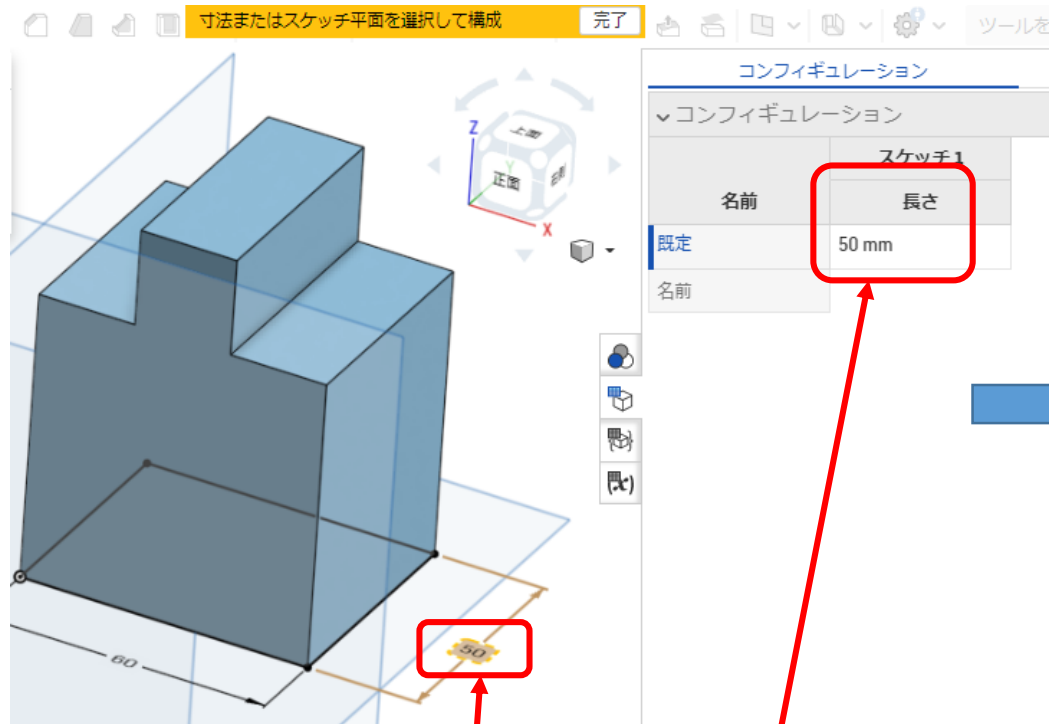 寸法またはスケッチ平面を選択して構成
完了
ツールを
コンフィギュレーション
コンフィギュレーション
スケッチ 1
名前
長さ
既定
50 mm
名前
Z
上面
Y
正面
右面
X
(x)
50
60